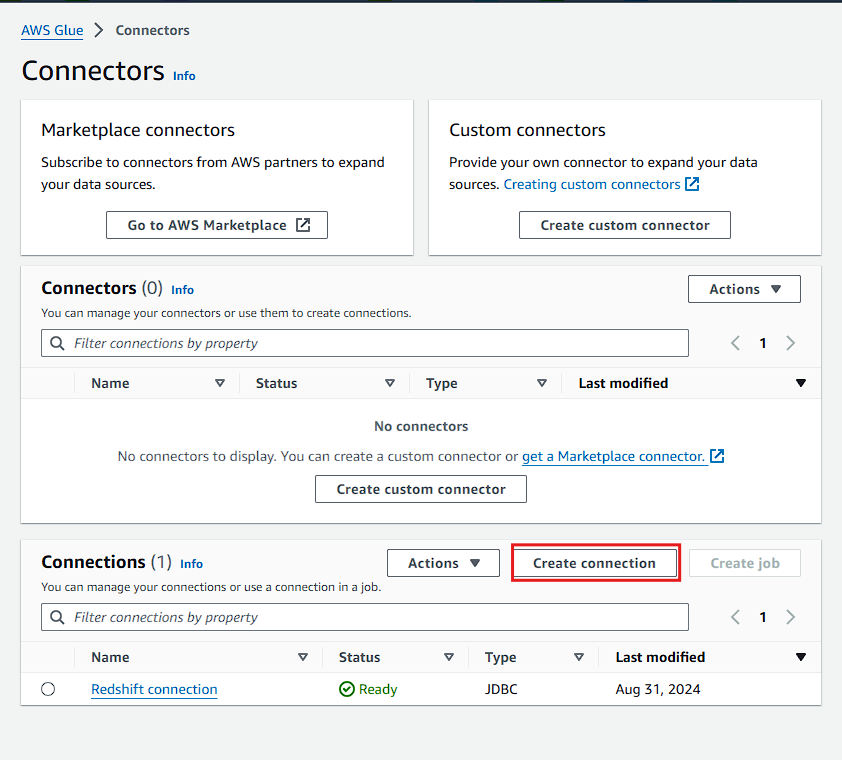 AWS Glue > Connectors
Connectors Info
Marketplace connectors
Subscribe to connectors from AWS partners to expand
your data sources.
Go to AWS Marketplace
Custom connectors
Provide your own connector to expand your data
sources. Creating custom connectors
Create custom connector
Connectors (0) Info
Actions
You can manage your connectors or use them to create connections.
Filter connections by property
1
Name Status Type Last modified
No connectors
No connectors to display. You can create a custom connector or get a Marketplace connector.
Create custom connector
Connections (1) Info
Actions Create connection Create job
You can manage your connections or use a connection in a job.
Filter connections by property
1
Name Status Type Last modified
Redshift connection Ready JDBC Aug 31, 2024